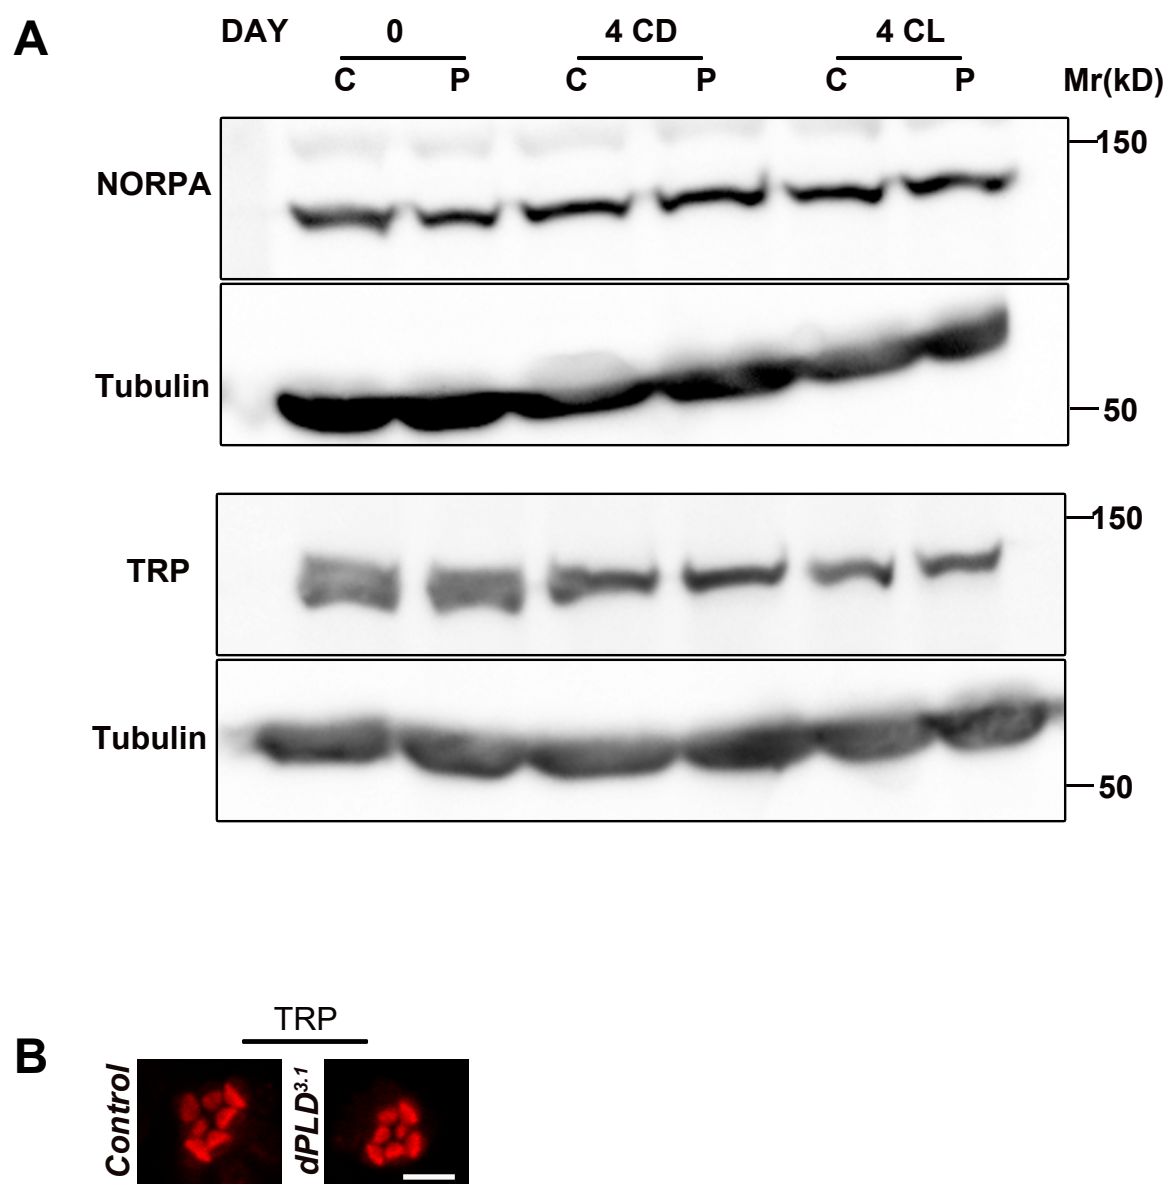 A
DAY 0 4 CD 4 CL
C P C P C P Mr(kD)
150
NORPA
Tubulin
50
150
TRP
Tubulin
50
TRP
B
Control
dPLD3.1